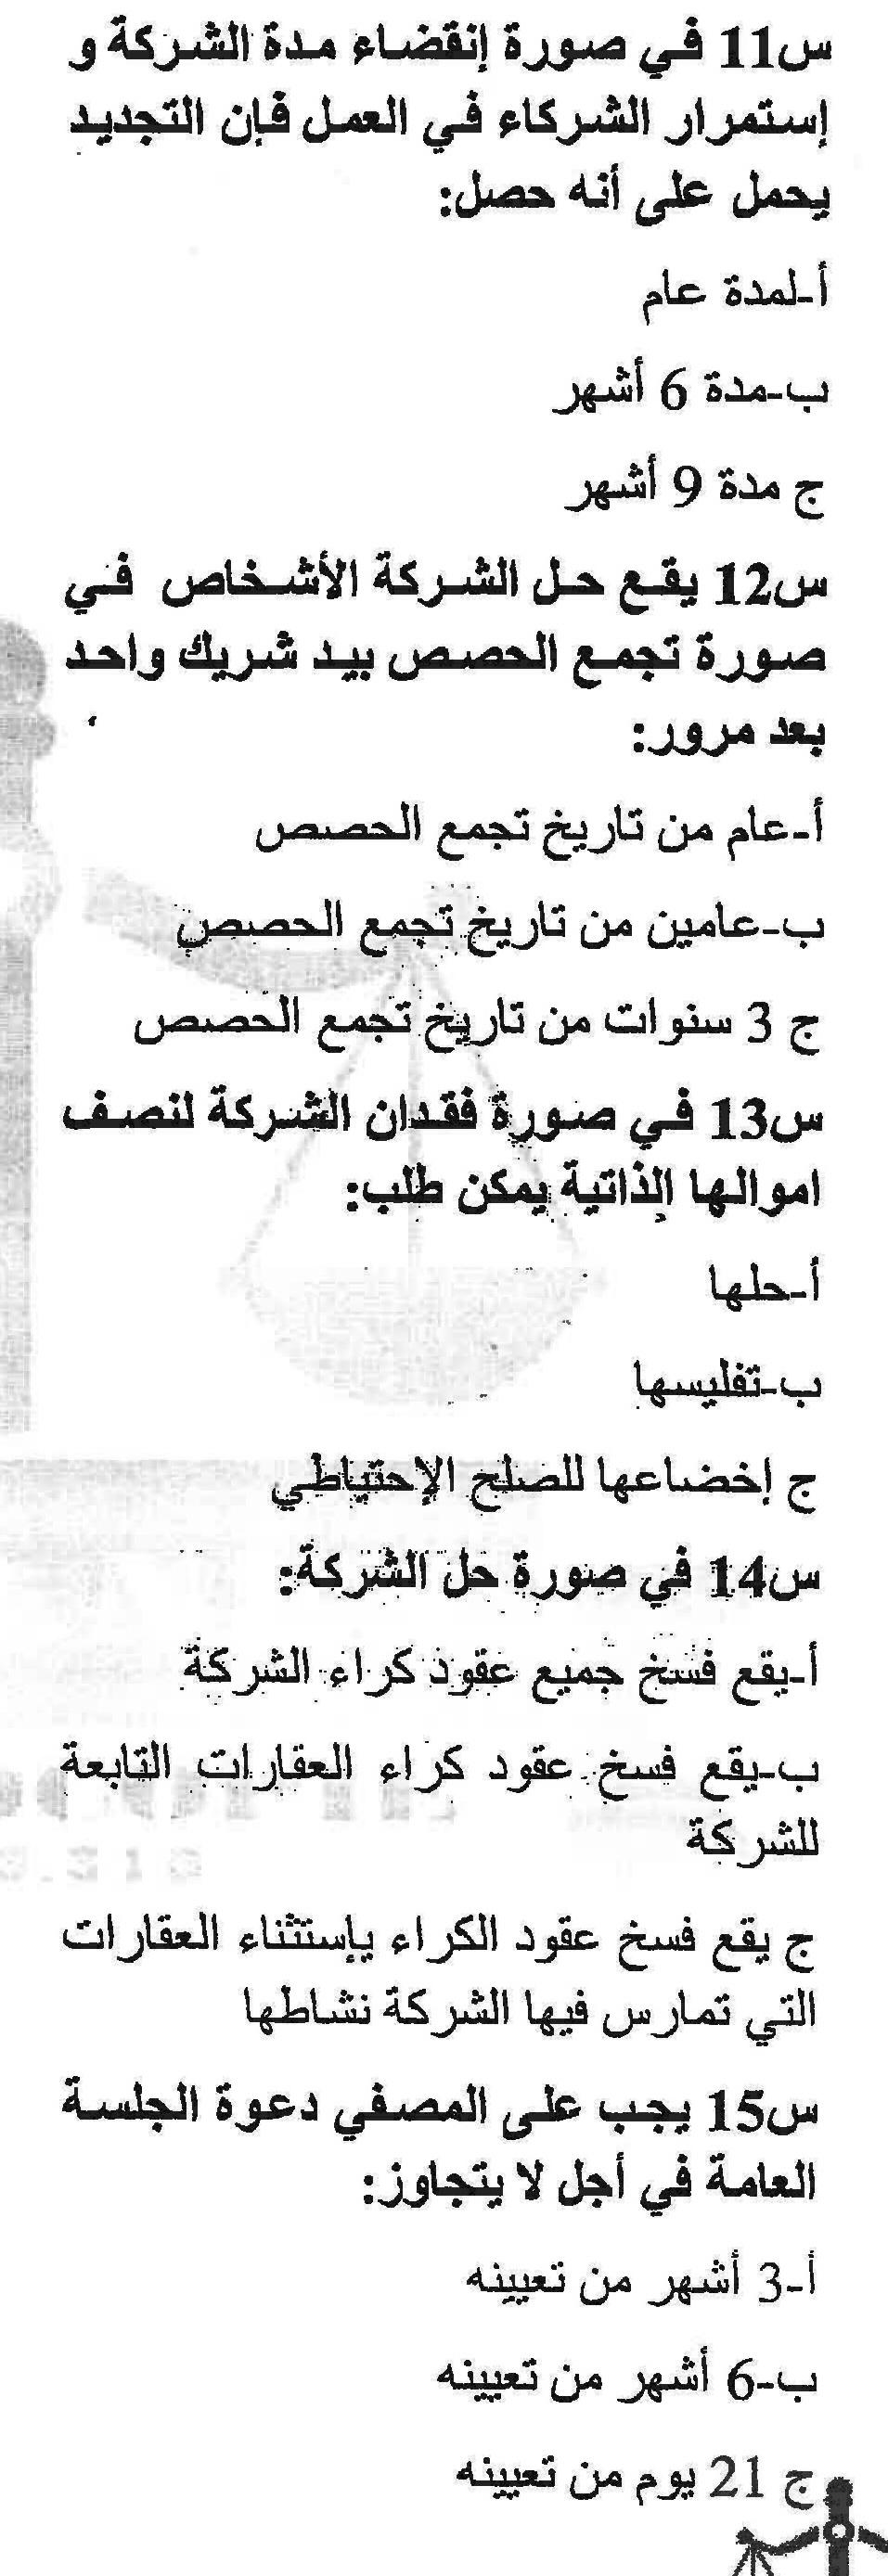 س11 في صورة إنقضاء مدة الشركة و
إستمرار الشركاء في العمل فإن التجديد
يحمل على أنه حصل:
أ-لمدة عام
ب-مدة 6 أشهر
ج مدة 9 أشهر
س12 يقع حل الشركة الأشخاص في
صورة تجمع الحصص بيد شريك واحد
بعد مرور:
أ-عام من تاريخ تجمع الحصص
ب-عامين من تاريخ تجمع الحصص
ج 3 سنوات من تاريخ تجمع الحصص
س13 في صورة فقدان الشركة لنصف
اموالها الذاتية يمكن طلب:
أ-حلها
ب-تفليسها
ج إخضاعها للصلح الإحتياطي
س14 في صورة حل الشركة:
أ-يقع فسخ جميع عقود كراء الشركة
ب-يقع فسخ عقود كراء العقارات التابعة
للشركة
ج يقع فسخ عقود الكراء يإستثناء العقارات
التي تمارس فيها الشركة نشاطها
س15 يجب على المصفي دعوة الجلسة
العامة في أجل لا يتجاوز:
أ-3 أشهر من تعيينه
ب-6 أشهر من تعيينه
ج 21 يوم من تعيينه